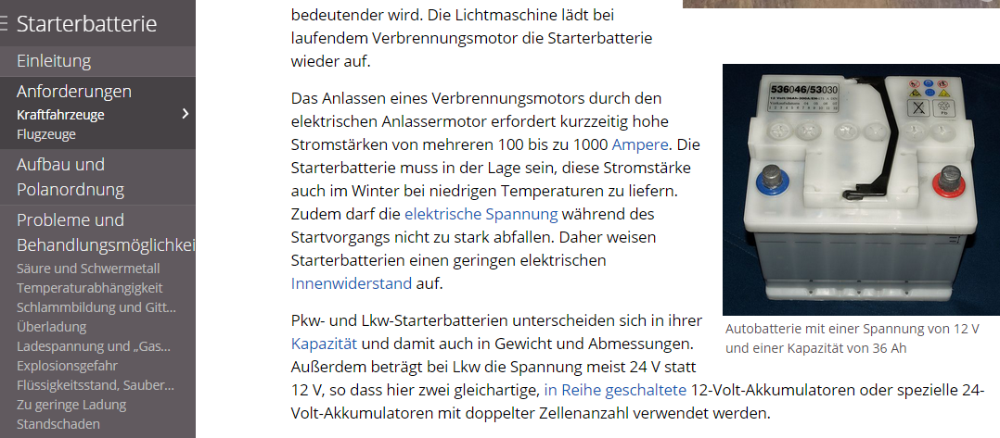 Starterbatterie
Einleitung
Anforderungen
Kraftfahrzeuge
Flugzeuge
Aufbau und
Polanordnung
Probleme und
Behandlungsmöglichkei
Säure und Schwermetall
Temperaturabhängigkeit
Schlammbildung und Gitt...
Überladung
Ladespannung und „Gas...
Explosionsgefahr
Flüssigkeitsstand, Sauber...
Zu geringe Ladung
Standschaden
bedeutender wird. Die Lichtmaschine lädt bei
laufendem Verbrennungsmotor die Starterbatterie
wieder auf.
Das Anlassen eines Verbrennungsmotors durch den
elektrischen Anlassermotor erfordert kurzzeitig hohe
Stromstärken von mehreren 100 bis zu 1000 Ampere. Die
Starterbatterie muss in der Lage sein, diese Stromstärke
auch im Winter bei niedrigen Temperaturen zu liefern.
Zudem darf die elektrische Spannung während des
Startvorgangs nicht zu stark abfallen. Daher weisen
Starterbatterien einen geringen elektrischen
Innenwiderstand auf.
Pkw- und Lkw-Starterbatterien unterscheiden sich in ihrer
Kapazität und damit auch in Gewicht und Abmessungen.
Außerdem beträgt bei Lkw die Spannung meist 24 V statt
12 V, so dass hier zwei gleichartige, in Reihe geschaltete 12-Volt-Akkumulatoren oder spezielle 24-
Volt-Akkumulatoren mit doppelter Zellenanzahl verwendet werden.
536046/53030
Pb
Autobatterie mit einer Spannung von 12 V
und einer Kapazität von 36 Ah